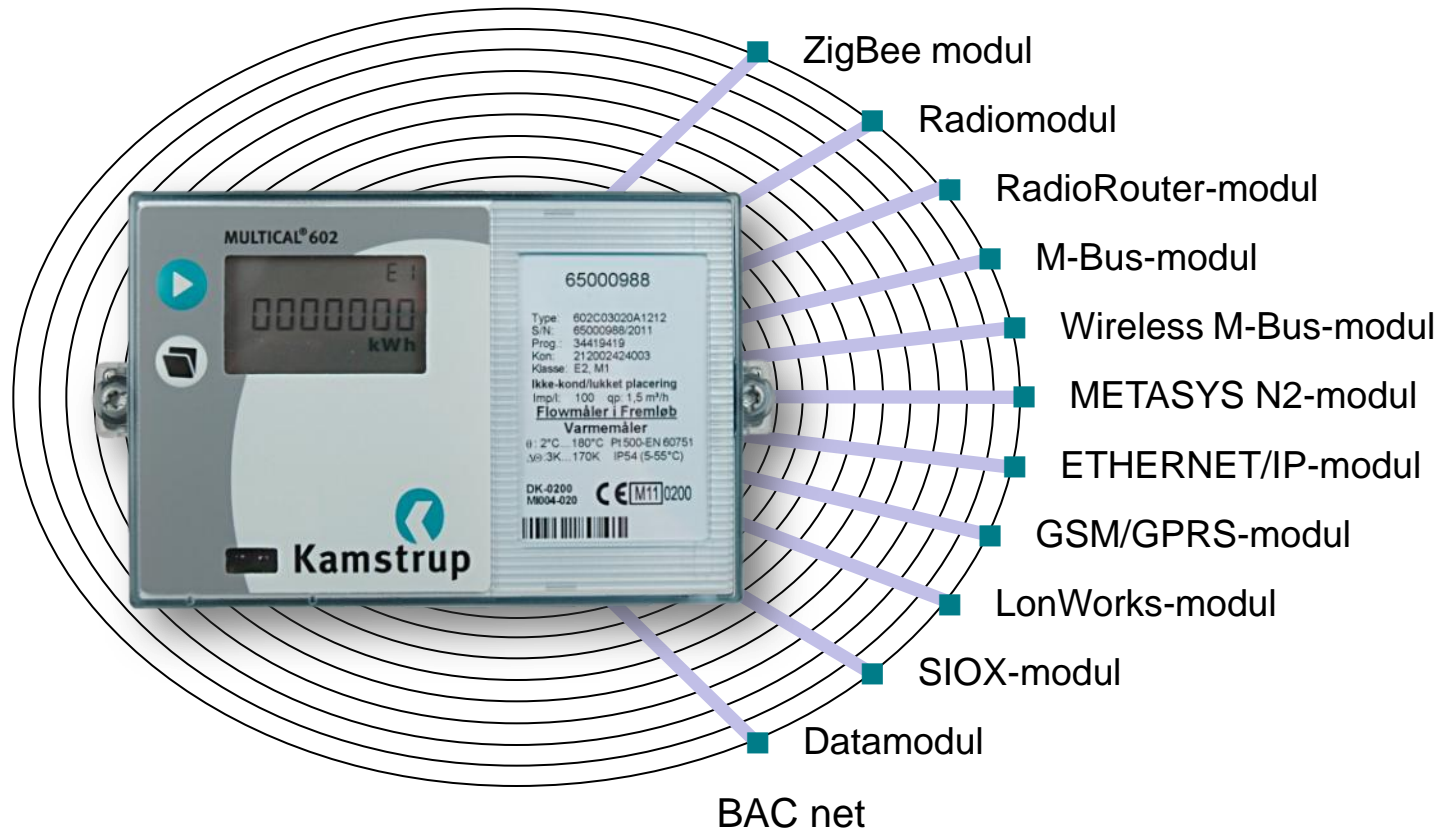 ZigBee modul
Radiomodul
RadioRouter-modul
M-Bus-modul
Wireless M-Bus-modul
METASYS N2-modul
ETHERNET/IP-modul
GSM/GPRS-modul
LonWorks-modul
SIOX-modul
Datamodul
BAC net
MULTICAL®602
E1
0000000
kWh
Kamstrup
65000988
Type: 602C03020A1212
S/N: 65000988/2011
Prog.: 34419419
Kon: 212002424003
Klasse: E2, M1
Ikke-kond/lukket placering
Imp/l: 100 qp: 1,5 m³/h
Flowmåler i Fremløb
Varmemåler
θ: 2°C...180°C Pt500-EN 60751
ΔΘ:3K...170K IP54 (5-55°C)
DK-0200
MI004-020 CE M11 0200